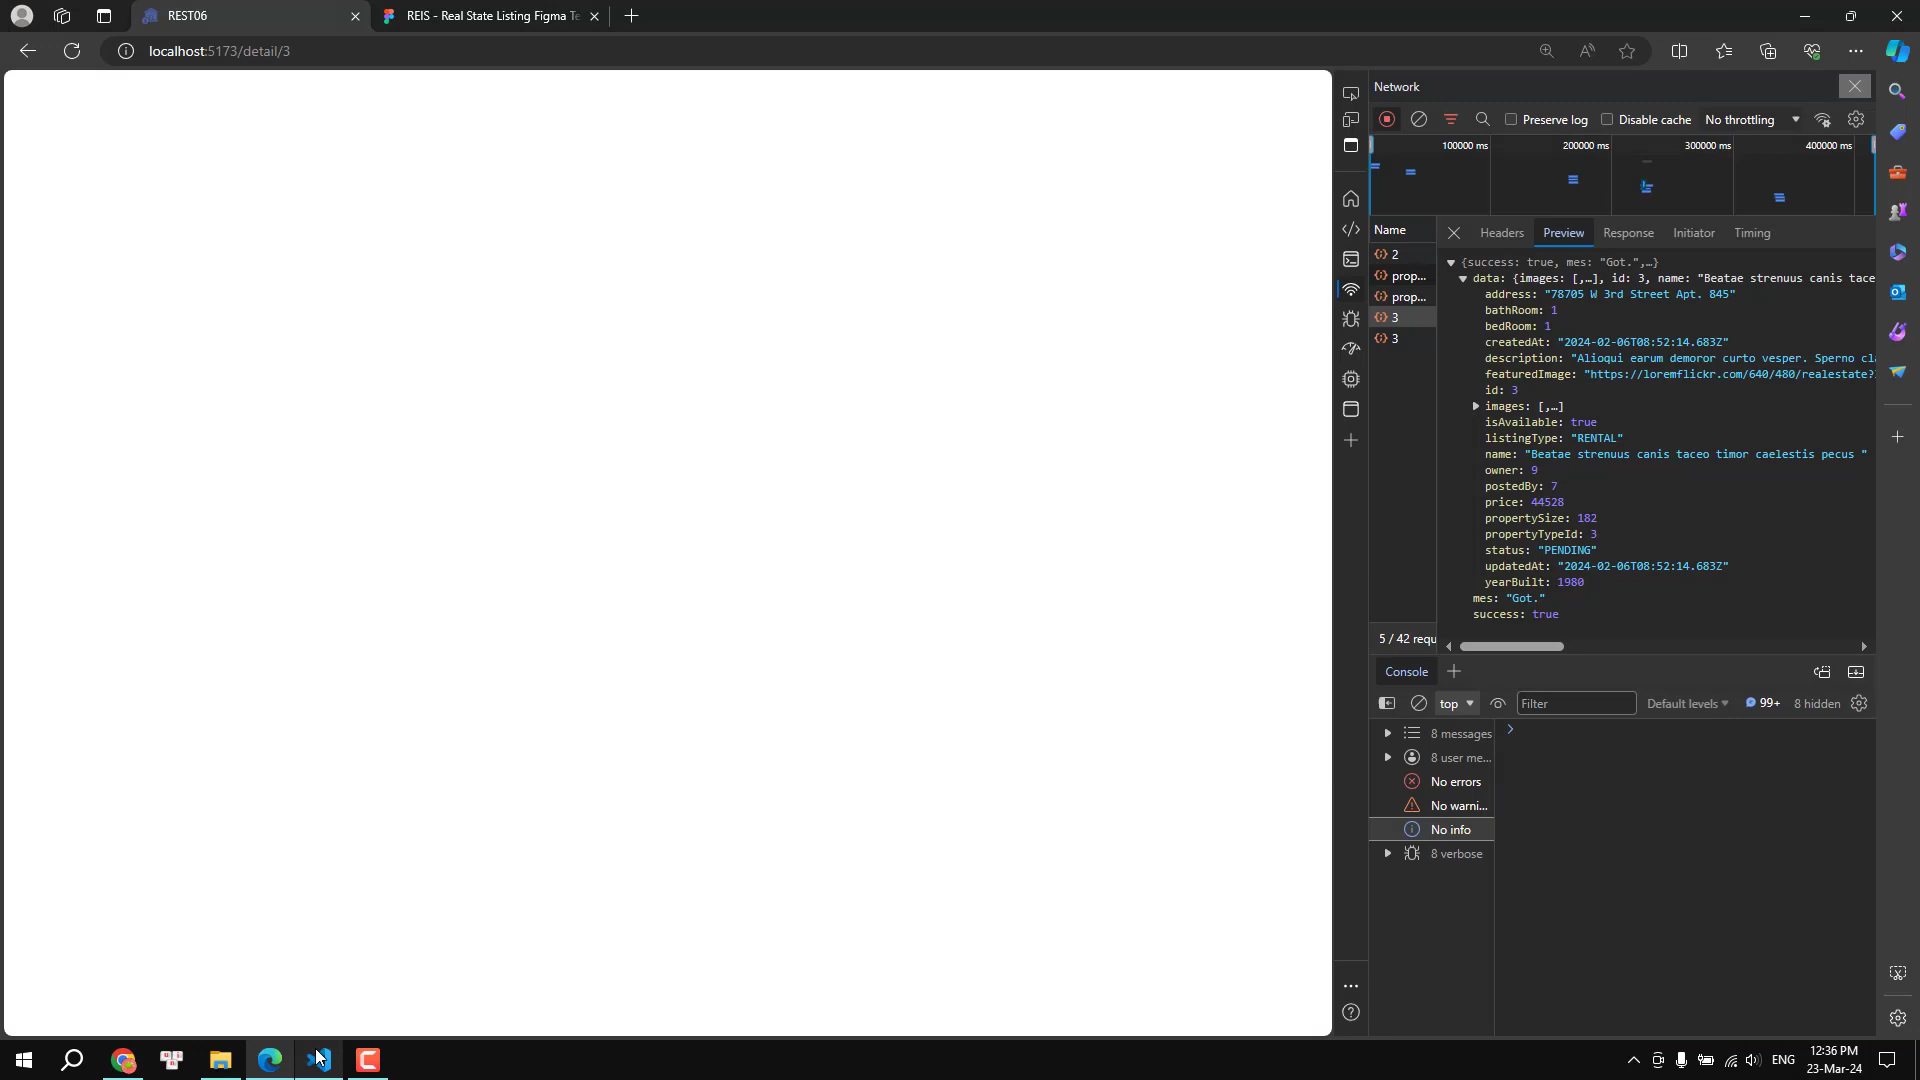 REST06
REIS - Real State Listing Figma Te
localhost:5173/detail/3
Network
Preserve log
Disable cache
No throttling
100000 ms
200000 ms
300000 ms
400000 ms
Name
Headers
Preview
Response
Initiator
Timing
2
prop...
prop...
3
3
{success: true, mes: "Got.",…}
data: {images: [,…], id: 3, name: "Beatae strenuus canis tace
address: "78705 W 3rd Street Apt. 845"
bathRoom: 1
bedRoom: 1
createdAt: "2024-02-06T08:52:14.683Z"
description: "Alioqui earum demoror curto vesper. Sperno cl
featuredImage: "https://loremflickr.com/640/480/realestate?
id: 3
images: [,…]
isAvailable: true
listingType: "RENTAL"
name: "Beatae strenuus canis taceo timor caelestis pecus "
owner: 9
postedBy: 7
price: 44528
propertySize: 182
propertyTypeId: 3
status: "PENDING"
updatedAt: "2024-02-06T08:52:14.683Z"
yearBuilt: 1980
mes: "Got."
success: true
5 / 42 requ
Console
top
Filter
Default levels
99+
8 hidden
8 messages
8 user me...
No errors
No warni...
No info
8 verbose
ENG
12:36 PM
23-Mar-24